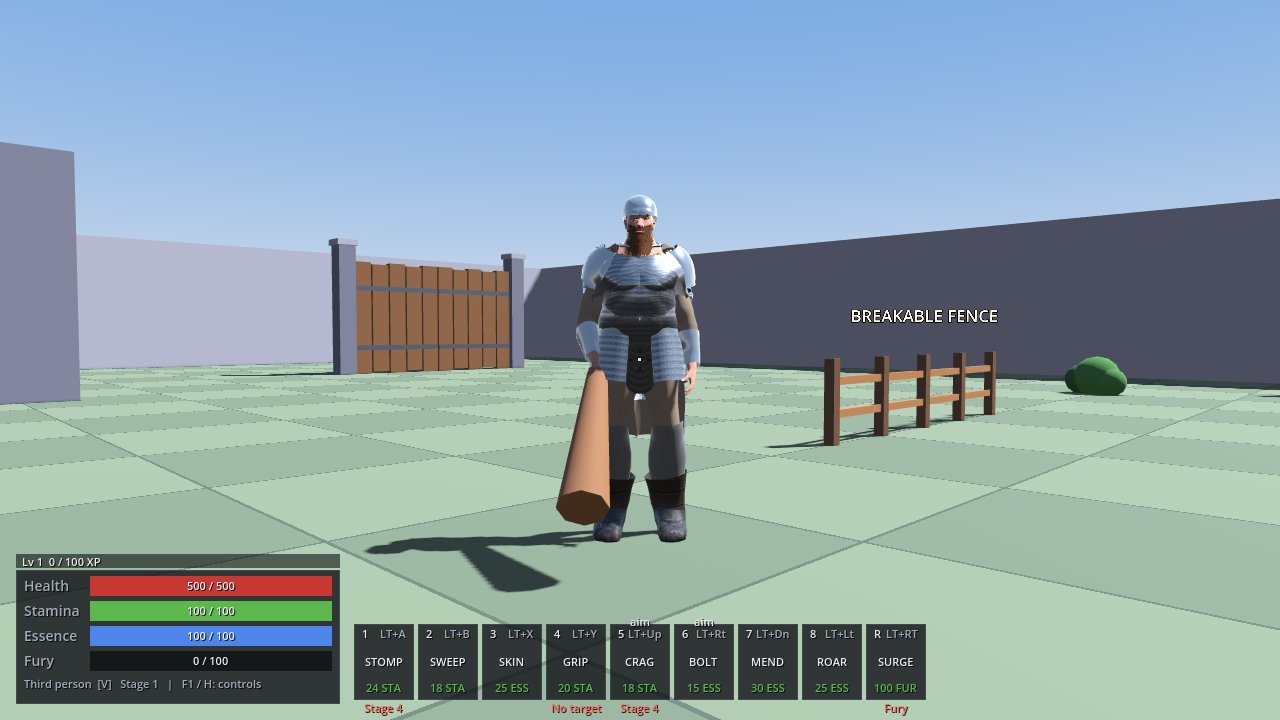 BREAKABLE FENCE
Lv 1 0 / 100 XP
Health 500 / 500
Stamina 100 / 100
Essence 100 / 100
Fury 0 / 100
Third person [V] Stage 1 | F1 / H: controls
aim aim
1 LT+A 2 LT+B 3 LT+X 4 LT+Y 5 LT+Up 6 LT+Rt 7 LT+Dn 8 LT+Lt R LT+RT
STOMP SWEEP SKIN GRIP CRAG BOLT MEND ROAR SURGE
24 STA 18 STA 25 ESS 20 STA 18 STA 15 ESS 30 ESS 25 ESS 100 FUR
Stage 4 No target Stage 4 Fury